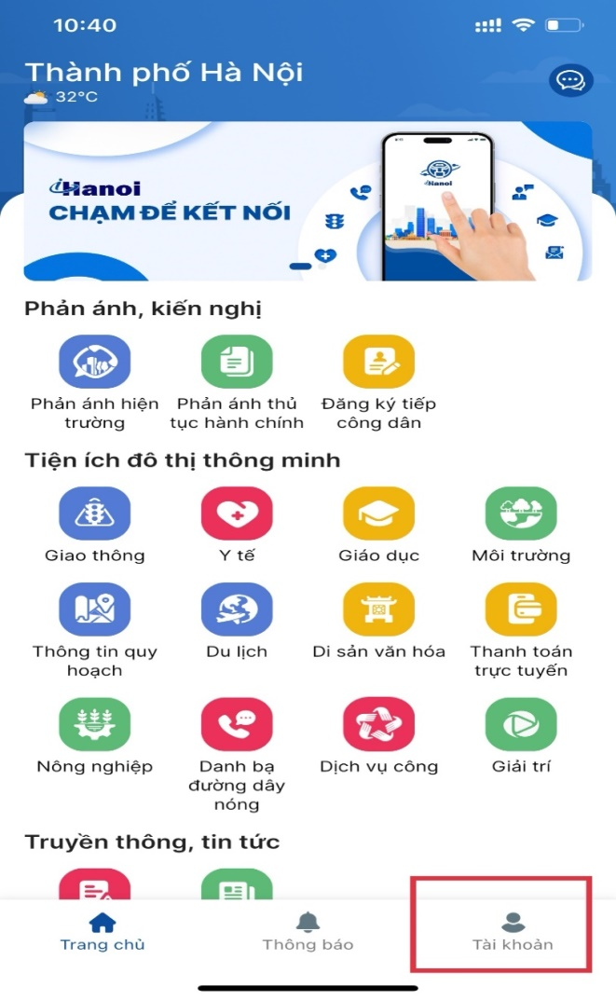 10:40
Thành phố Hà Nội
32°C
iHanoi
CHẠM ĐỂ KẾT NỐI
iHanoi
Phản ánh, kiến nghị
Phản ánh hiện
trường
Phản ánh thủ
tục hành chính
Đăng ký tiếp
công dân
Tiện ích đô thị thông minh
Giao thông
Y tế
Giáo dục
Môi trường
Thông tin quy
hoạch
Du lịch
Di sản văn hóa
Thanh toán
trực tuyến
Nông nghiệp
Danh bạ
đường dây
nóng
Dịch vụ công
Giải trí
Truyền thông, tin tức
Trang chủ
Thông báo
Tài khoản